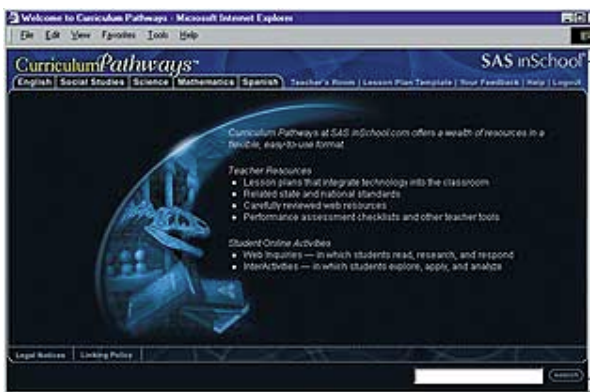 Welcome to Curriculum Pathways - Microsoft Internet Explorer
File Edit View Favorites Tools Help
CurriculumPathways™
SAS inSchool
English Social Studies Science Mathematics Spanish Teacher's Room | Lesson Plan Template | Your Feedback | Help | Logout
Curriculum Pathways at SAS inSchool.com offers a wealth of resources in a
flexible, easy-to-use format.
Teacher Resources
Lesson plans that integrate technology into the classroom
Related state and national standards
Carefully reviewed web resources
Performance assessment checklists and other teacher tools
Student Online Activities
Web Inquiries — in which students read, research, and respond
InterActivities — in which students explore, apply, and analyze
Legal Notices | Linking Policy |
search